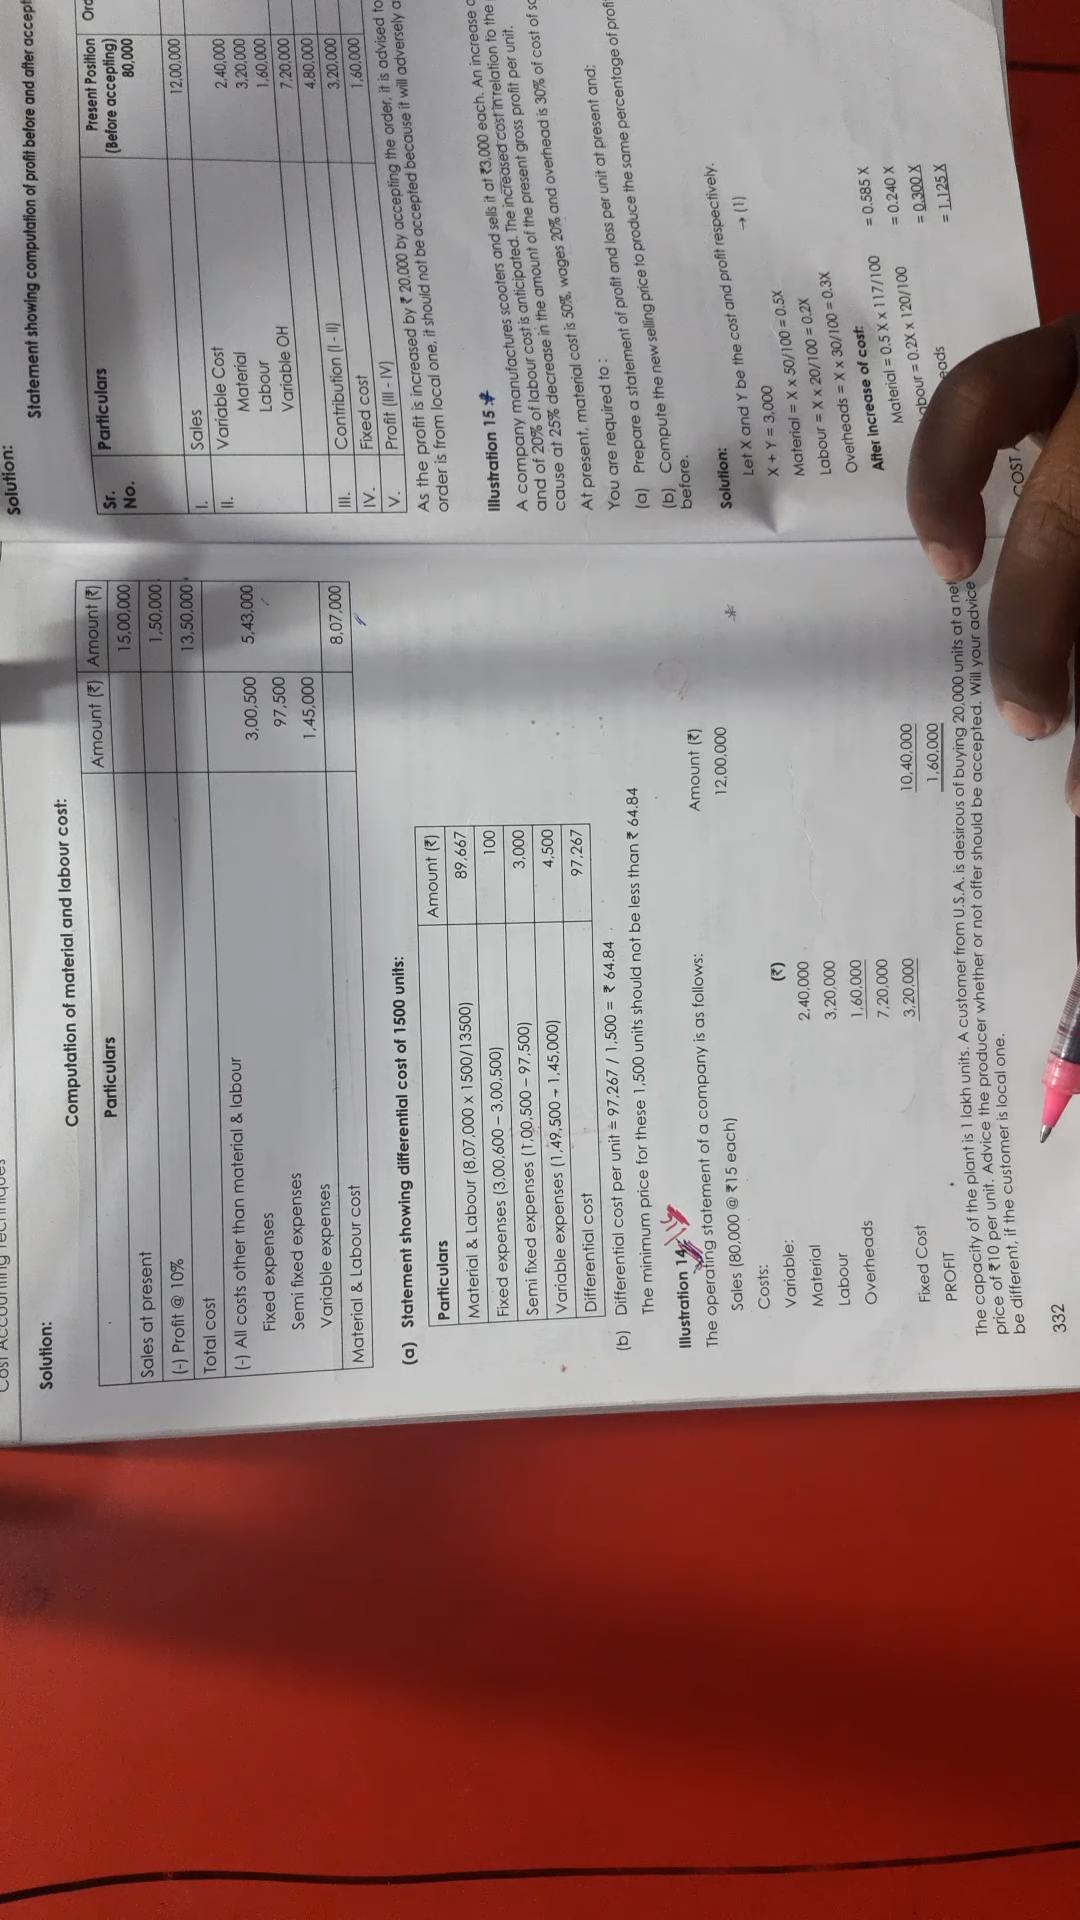 Cost Accounting Techniques
Solution:
Computation of material and labour cost:
Particulars Amount (₹) Amount (₹)
Sales at present 15,00,000
(-) Profit @ 10% 1,50,000
Total cost 13,50,000
(-) All costs other than material & labour
Fixed expenses 3,00,500 5,43,000
Semi fixed expenses 97,500
Variable expenses 1,45,000
Material & Labour cost 8,07,000
(a) Statement showing differential cost of 1500 units:
Particulars Amount (₹)
Material & Labour (8,07,000 x 1500/13500) 89,667
Fixed expenses (3,00,600 – 3,00,500) 100
Semi fixed expenses (1,00,500 – 97,500) 3,000
Variable expenses (1,49,500 – 1,45,000) 4,500
Differential cost 97,267
(b) Differential cost per unit = 97,267 / 1,500 = ₹ 64.84
The minimum price for these 1,500 units should not be less than ₹ 64.84
Illustration 14
The operating statement of a company is as follows:
Amount (₹)
Sales (80,000 @ ₹15 each) 12,00,000
Costs:
Variable: (₹)
Material 2,40,000
Labour 3,20,000
Overheads 1,60,000
7,20,000
Fixed Cost 3,20,000 10,40,000
PROFIT 1,60,000
The capacity of the plant is 1 lakh units. A customer from U.S.A. is desirous of buying 20,000 units at a net
price of ₹10 per unit. Advice the producer whether or not offer should be accepted. Will your advice
be different, if the customer is local one.
332
Solution:
Statement showing computation of profit before and after accept
Sr. No. Particulars Present Position (Before accepting) 80,000 Ord
I. Sales 12,00,000
II. Variable Cost
Material 2,40,000
Labour 3,20,000
Variable OH 1,60,000
7,20,000
III. Contribution (I - II) 4,80,000
IV. Fixed cost 3,20,000
V. Profit (III - IV) 1,60,000
As the profit is increased by ₹ 20,000 by accepting the order, it is advised to
order is from local one, it should not be accepted because it will adversely a
Illustration 15:
A company manufactures scooters and sells it at ₹3,000 each. An increase
and of 20% of labour cost is anticipated. The increased cost in relation to the
cause at 25% decrease in the amount of the present gross profit per unit.
At present, material cost is 50%, wages 20% and overhead is 30% of cost of
You are required to:
(a) Prepare a statement of profit and loss per unit at present and:
(b) Compute the new selling price to produce the same percentage of profi
before.
Solution:
Let X and Y be the cost and profit respectively.
X + Y = 3,000 → (1)
Material = X x 50/100 = 0.5X
Labour = X x 20/100 = 0.2X
Overheads = X x 30/100 = 0.3X
After increase of cost:
Material = 0.5 X x 117/100 = 0.585 X
abour = 0.2X x 120/100 = 0.240 X
eads = 0.300 X
= 1.125 X
COST